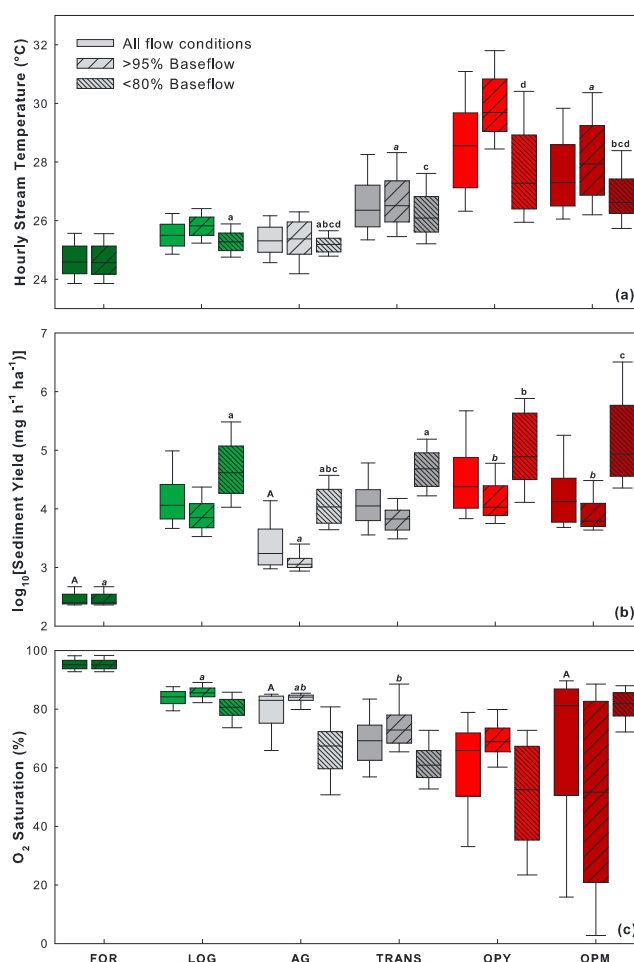 All flow conditions
>95% Baseflow
<80% Baseflow
Hourly Stream Temperature (°C)
32
30
28
26
24
a
abcd
a
c
d
a
bcd
(a)
log10[Sediment Yield (mg h-1 ha-1)]
7
6
5
4
3
2
A
a
a
A
a
abc
a
b
b
b
c
(b)
O2 Saturation (%)
100
80
60
40
20
0
a
A
ab
b
A
(c)
FOR LOG AG TRANS OPY OPM